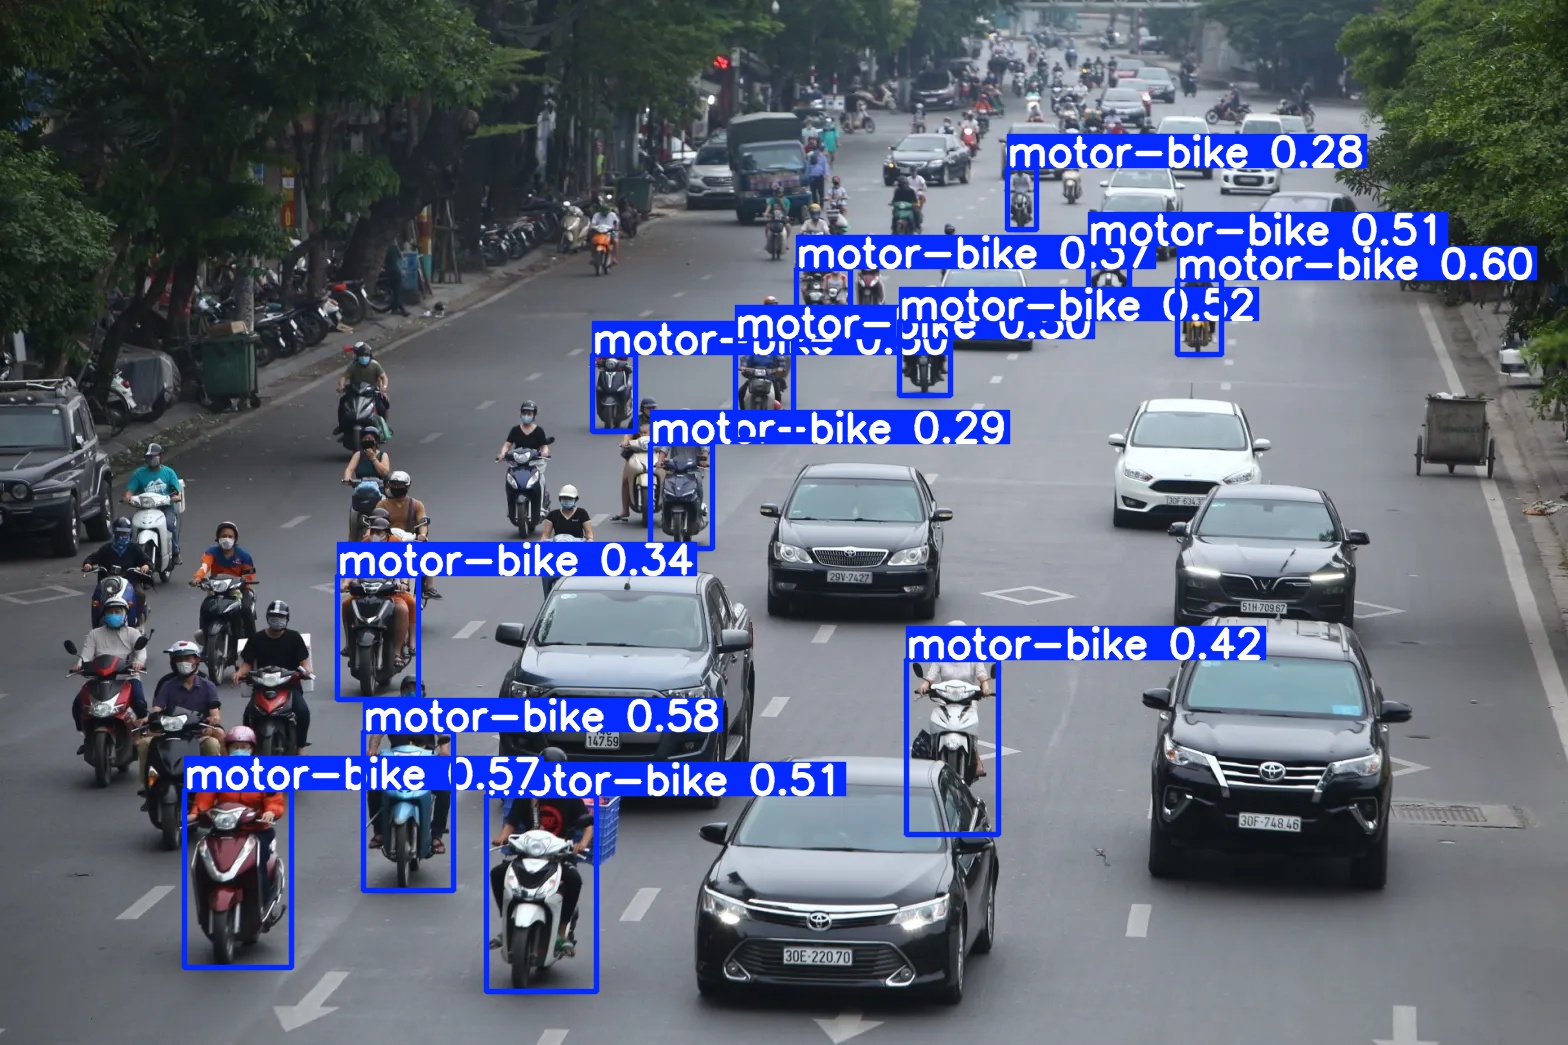 motor-bike 0.28
motor-bike 0.51
motor-bike 0.37
motor-bike 0.60
motor-bike 0.52
motor-bike 0.50
motor-bike 0.50
motor-bike 0.29
30F-634
29V-7427
motor-bike 0.34
51H-709.67
motor-bike 0.42
motor-bike 0.58
147.59
motor-bike 0.57
motor-bike 0.51
30F-748.46
30E-220.70